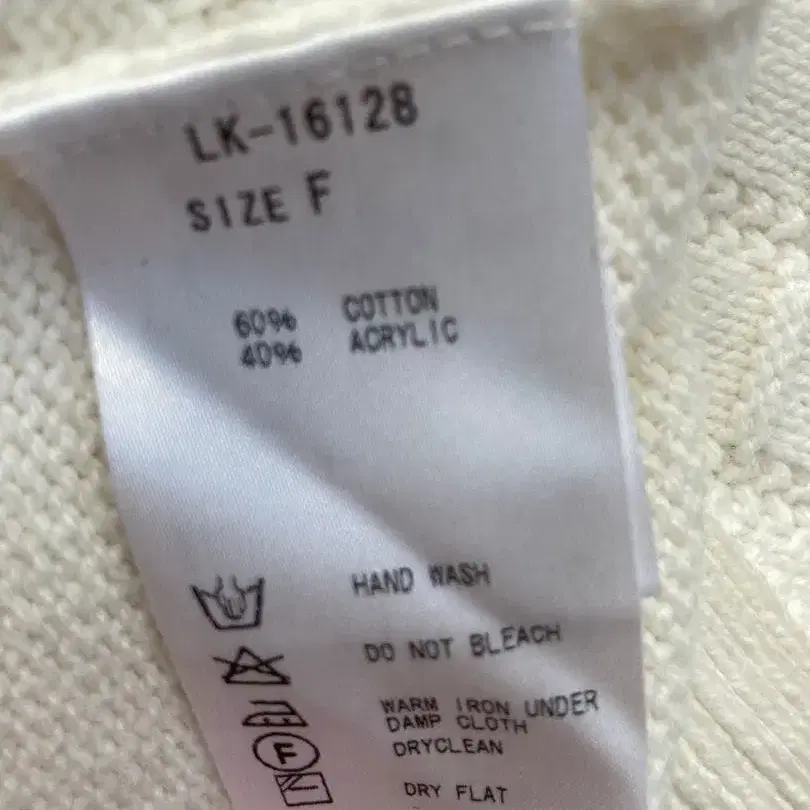 LK-16128
SIZE F
60% COTTON
40% ACRYLIC
HAND WASH
DO NOT BLEACH
WARM IRON UNDER
DAMP CLOTH
F DRYCLEAN
DRY FLAT